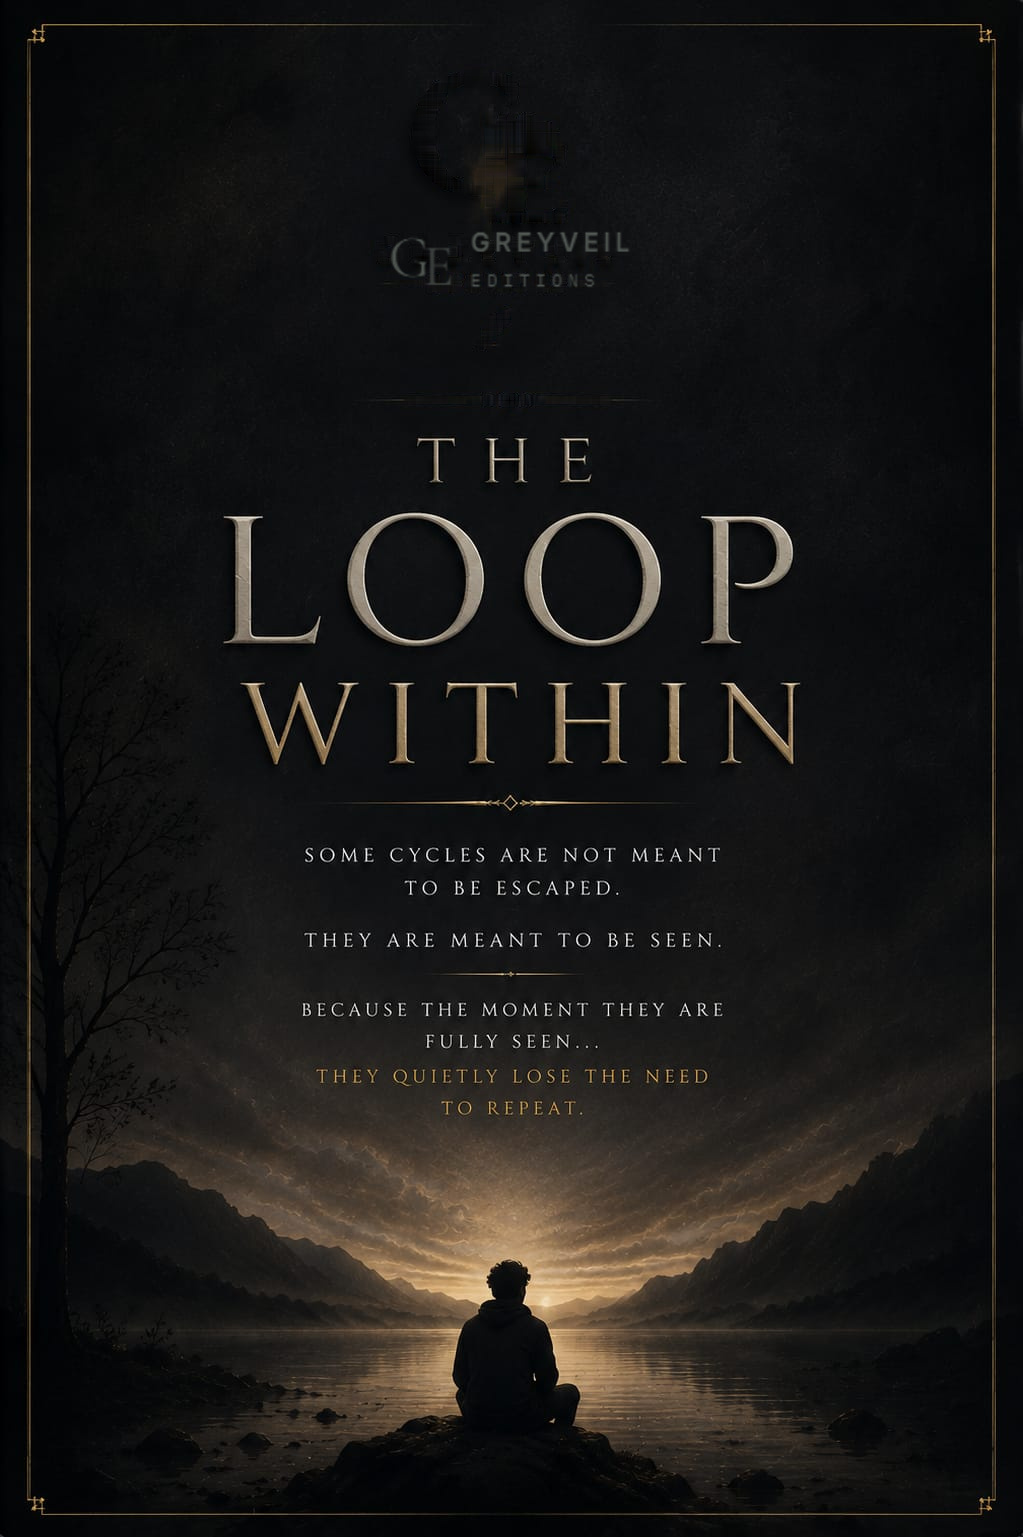 GE GREYVEIL
EDITIONS
THE
LOOP
WITHIN
SOME CYCLES ARE NOT MEANT
TO BE ESCAPED.
THEY ARE MEANT TO BE SEEN.
BECAUSE THE MOMENT THEY ARE
FULLY SEEN...
THEY QUIETLY LOSE THE NEED
TO REPEAT.